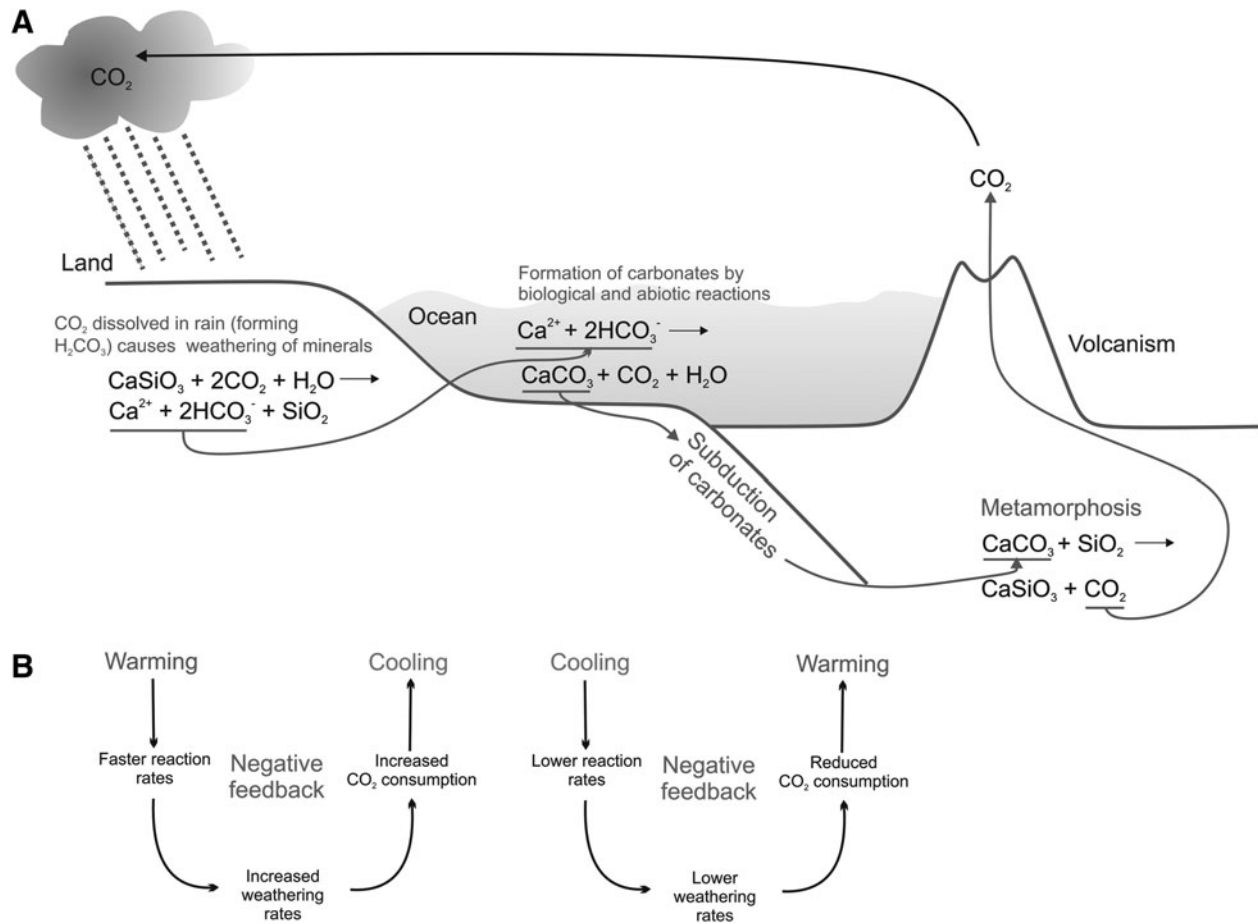 A
CO₂
CO₂
Land
CO₂ dissolved in rain (forming
H₂CO₃) causes weathering of minerals
CaSiO₃ + 2CO₂ + H₂O →
Ca²⁺ + 2HCO₃⁻ + SiO₂
Ocean
Formation of carbonates by
biological and abiotic reactions
Ca²⁺ + 2HCO₃⁻ →
CaCO₃ + CO₂ + H₂O
Subduction
of carbonates
Volcanism
Metamorphosis
CaCO₃ + SiO₂ →
CaSiO₃ + CO₂
B
Warming
Faster reaction
rates
Increased
weathering
rates
Negative
feedback
Increased
CO₂ consumption
Cooling
Cooling
Lower reaction
rates
Lower
weathering
rates
Negative
feedback
Reduced
CO₂ consumption
Warming